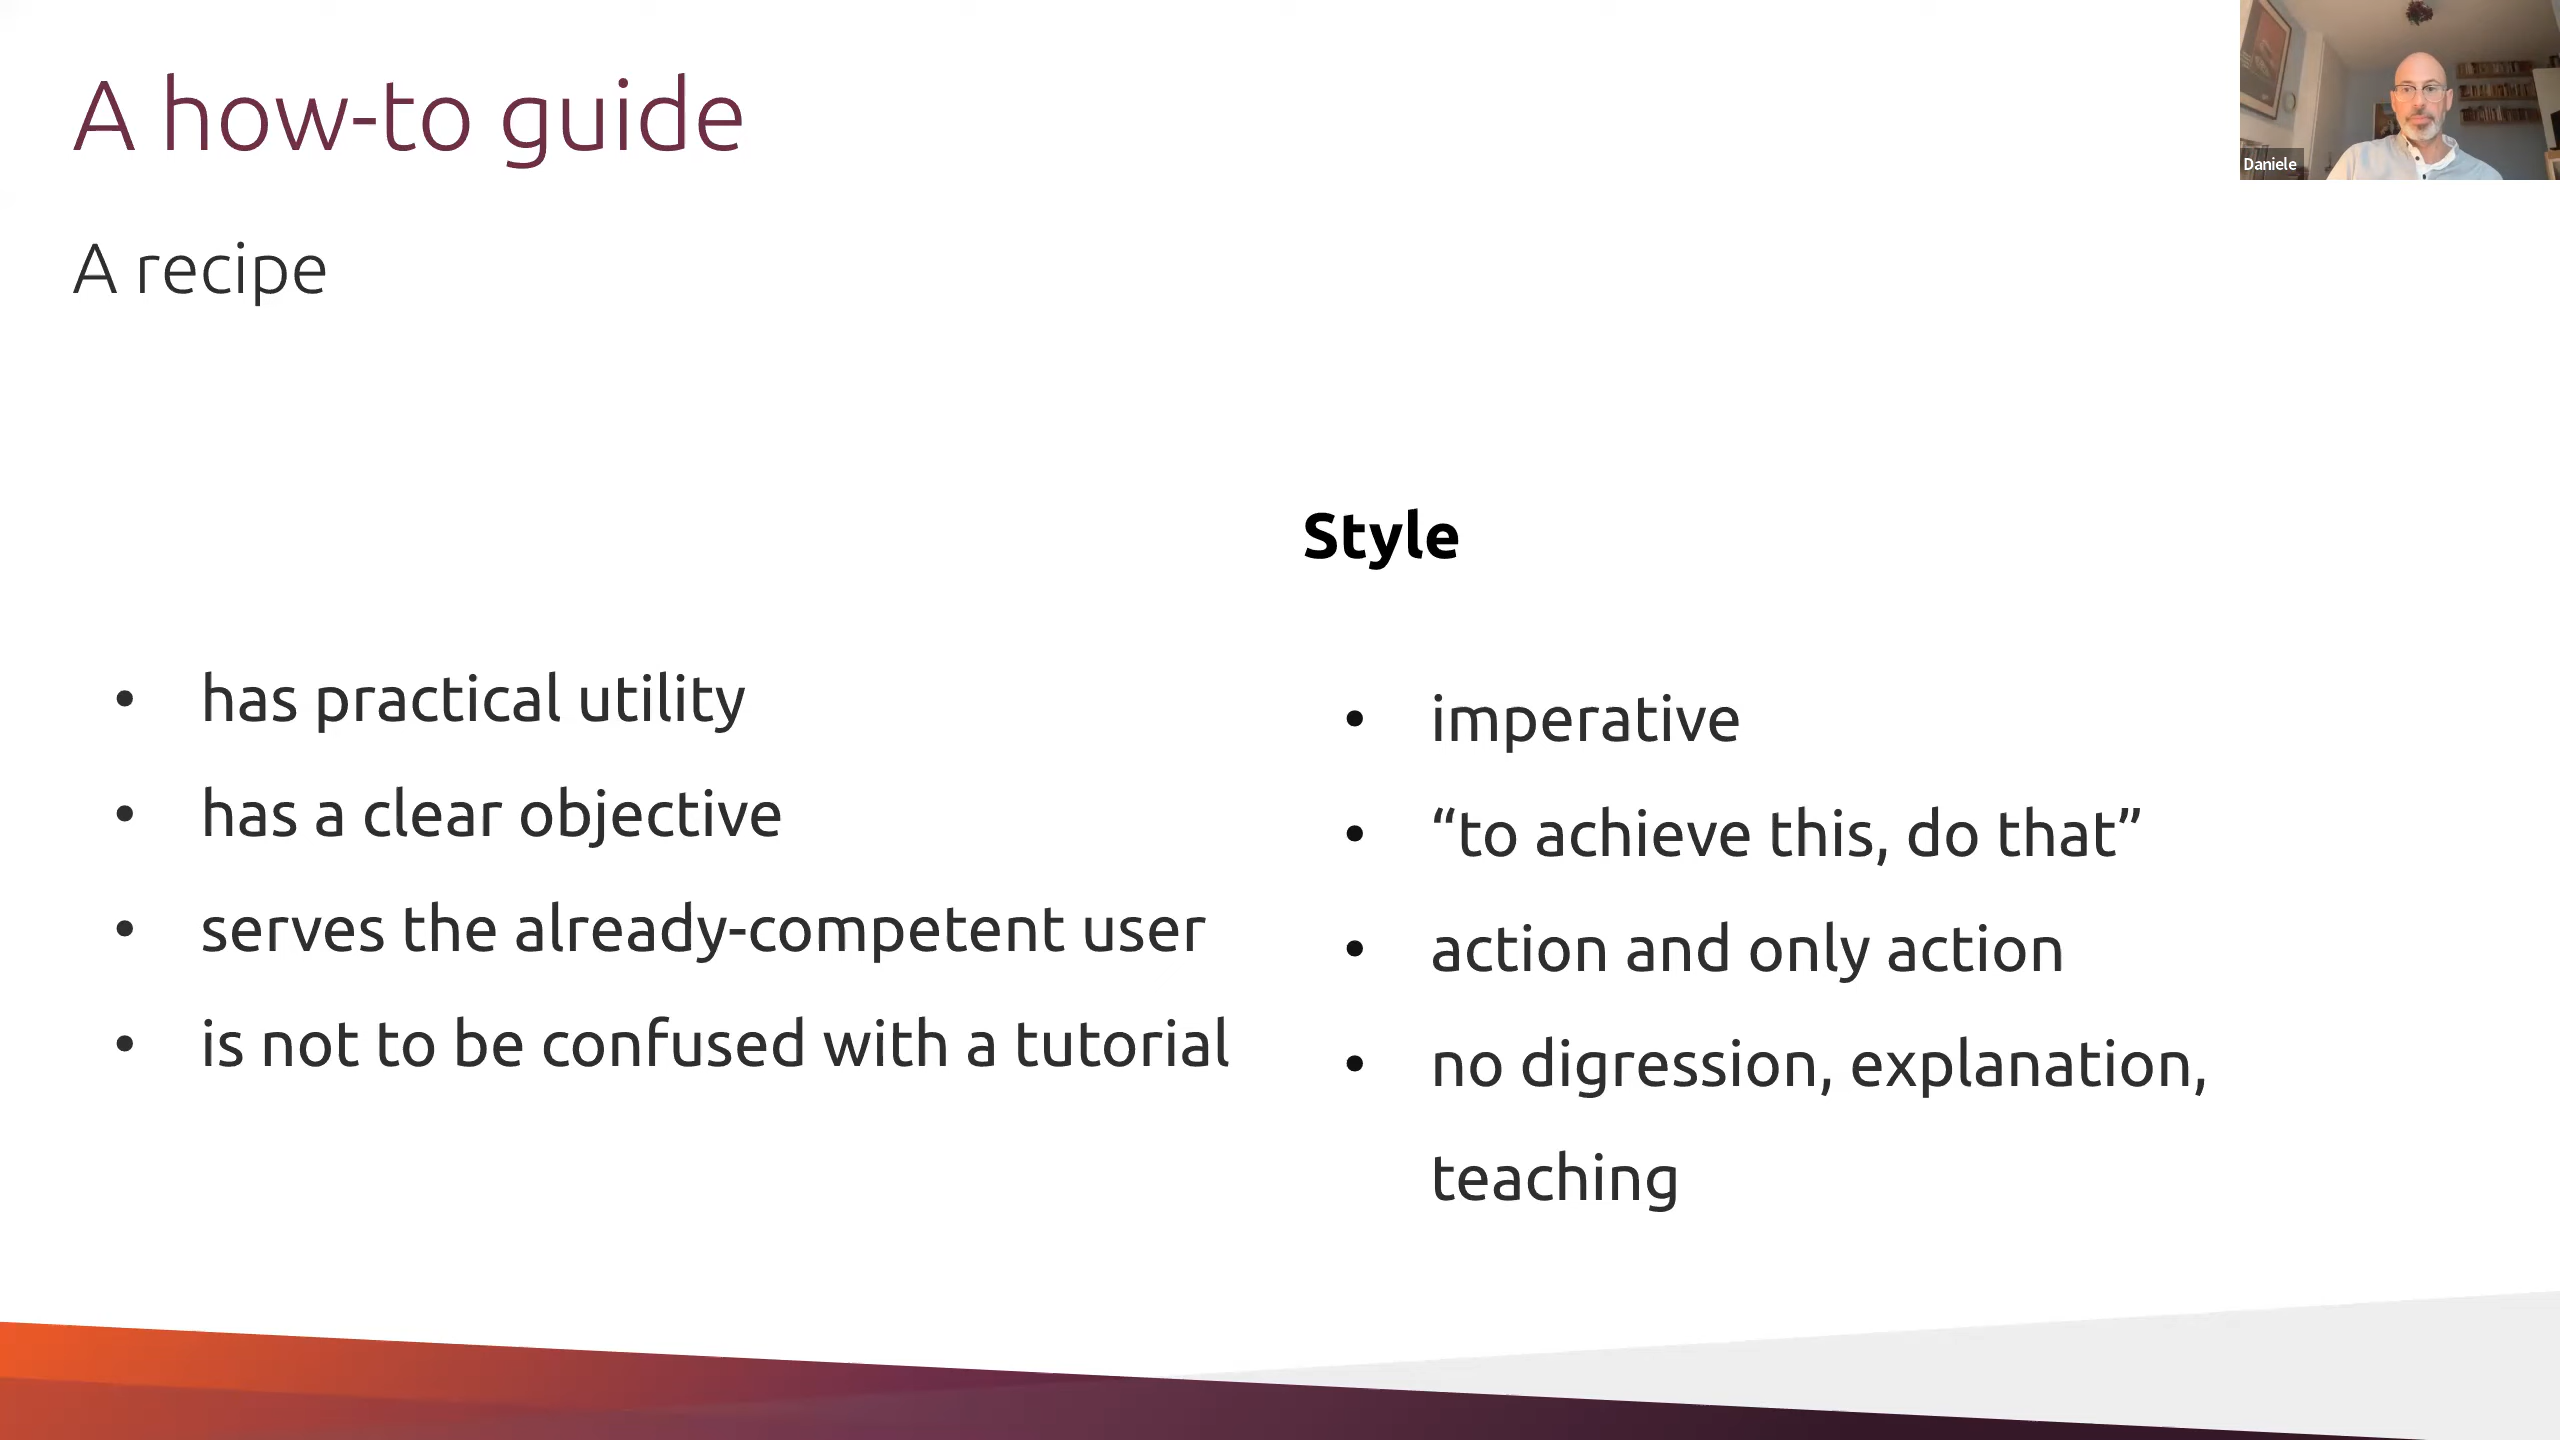 A how-to guide
Daniele
A recipe
• has practical utility
• has a clear objective
• serves the already-competent user
• is not to be confused with a tutorial
Style
• imperative
• “to achieve this, do that”
• action and only action
• no digression, explanation,
teaching